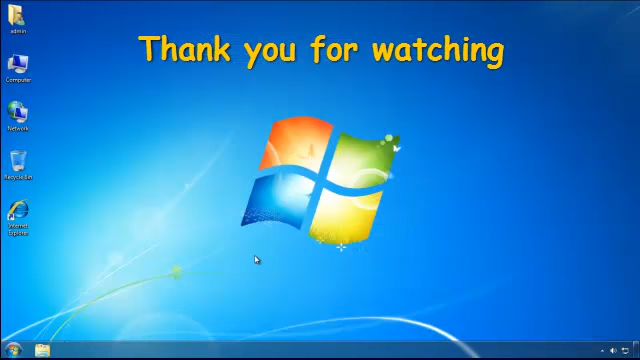 Thank you for watching
admin
Computer
Network
Recycle Bin
Internet
Explorer